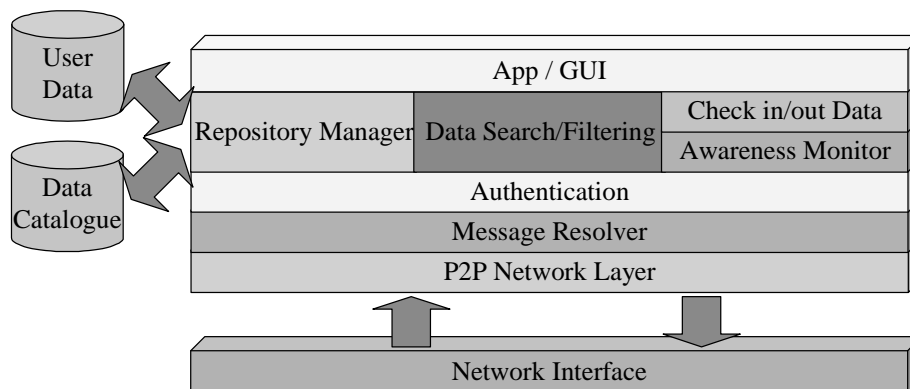 User
Data
App / GUI
Repository Manager
Data Search/Filtering
Check in/out Data
Awareness Monitor
Data
Catalogue
Authentication
Message Resolver
P2P Network Layer
Network Interface